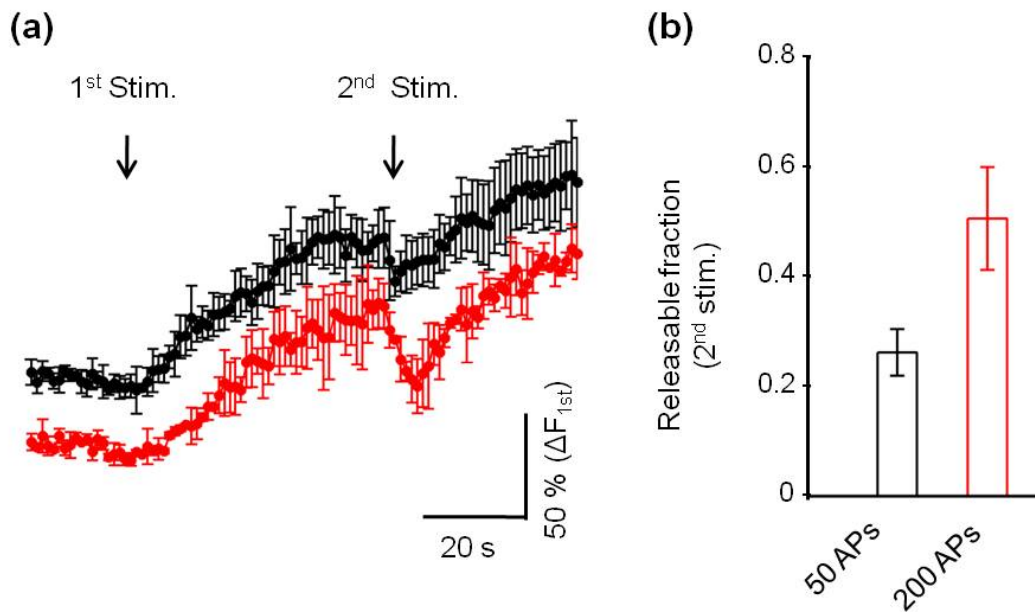 (a)
1st Stim.
2nd Stim.
50 % (ΔF1st)
20 s
(b)
Releasable fraction
(2nd stim.)
0.8
0.6
0.4
0.2
0
50 APs
200 APs